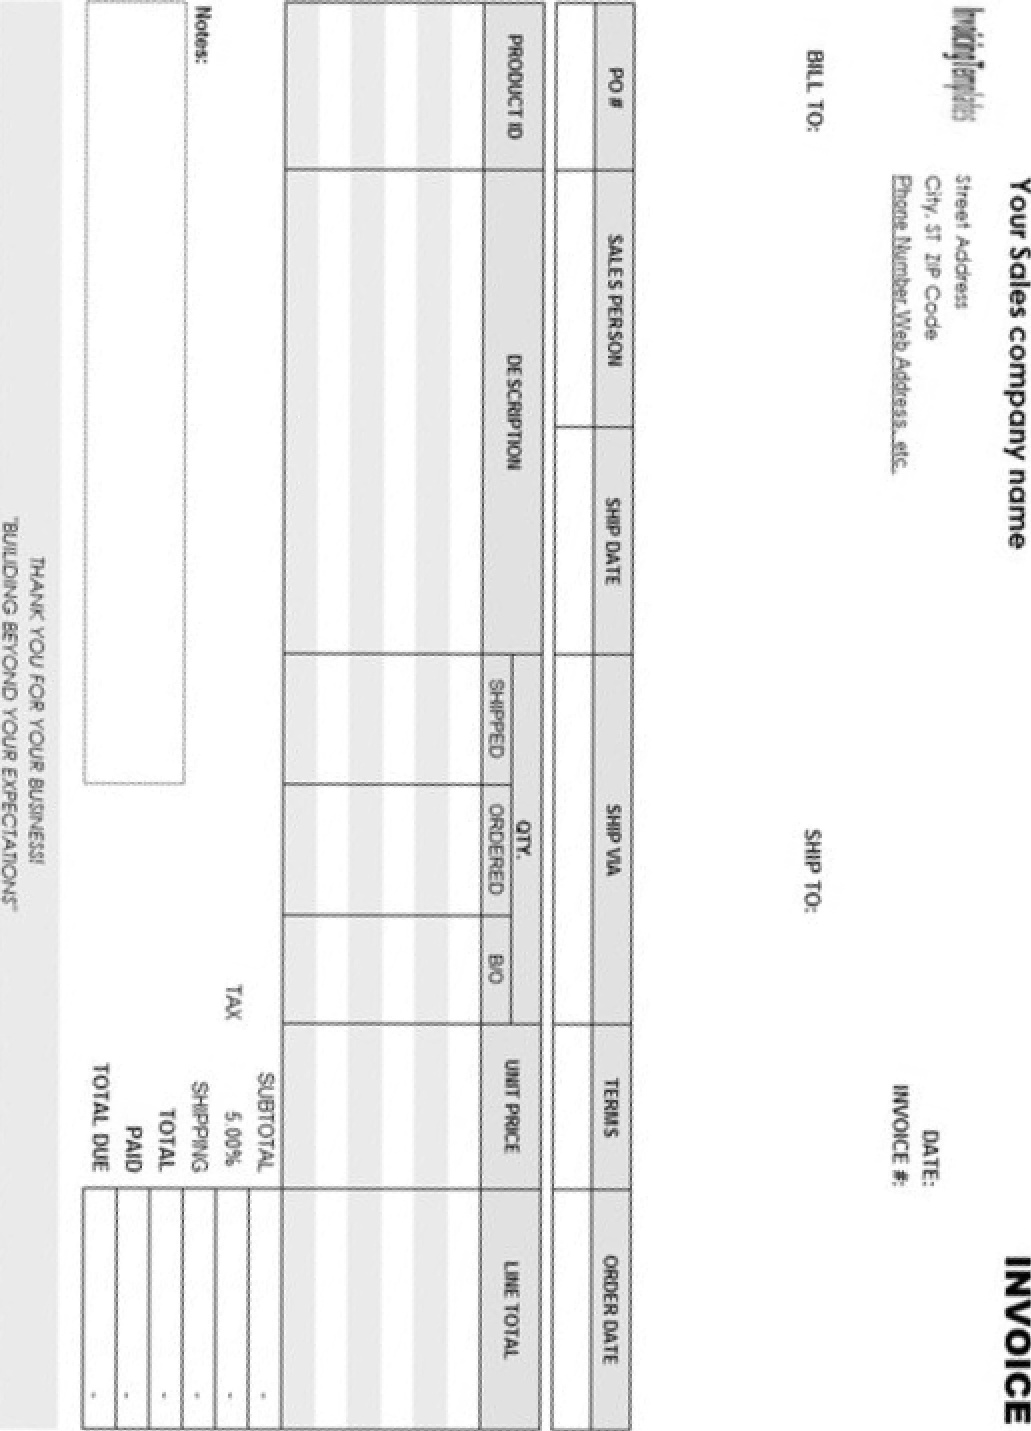 Your Sales company name
INVOICE
InvoicingTemplates
Street Address
City, ST  ZIP Code
Phone Number,Web Address, etc.
DATE:
INVOICE #:
BILL TO:
SHIP TO:
PO # SALES PERSON SHIP DATE SHIP VIA TERMS ORDER DATE
PRODUCT ID DESCRIPTION QTY. UNIT PRICE LINE TOTAL
SHIPPED ORDERED B/O
SUBTOTAL -
TAX 5.00% -
Notes: SHIPPING -
TOTAL -
PAID -
TOTAL DUE -
THANK YOU FOR YOUR BUSINESS!
"BUILIDING BEYOND YOUR EXPECTATIONS"